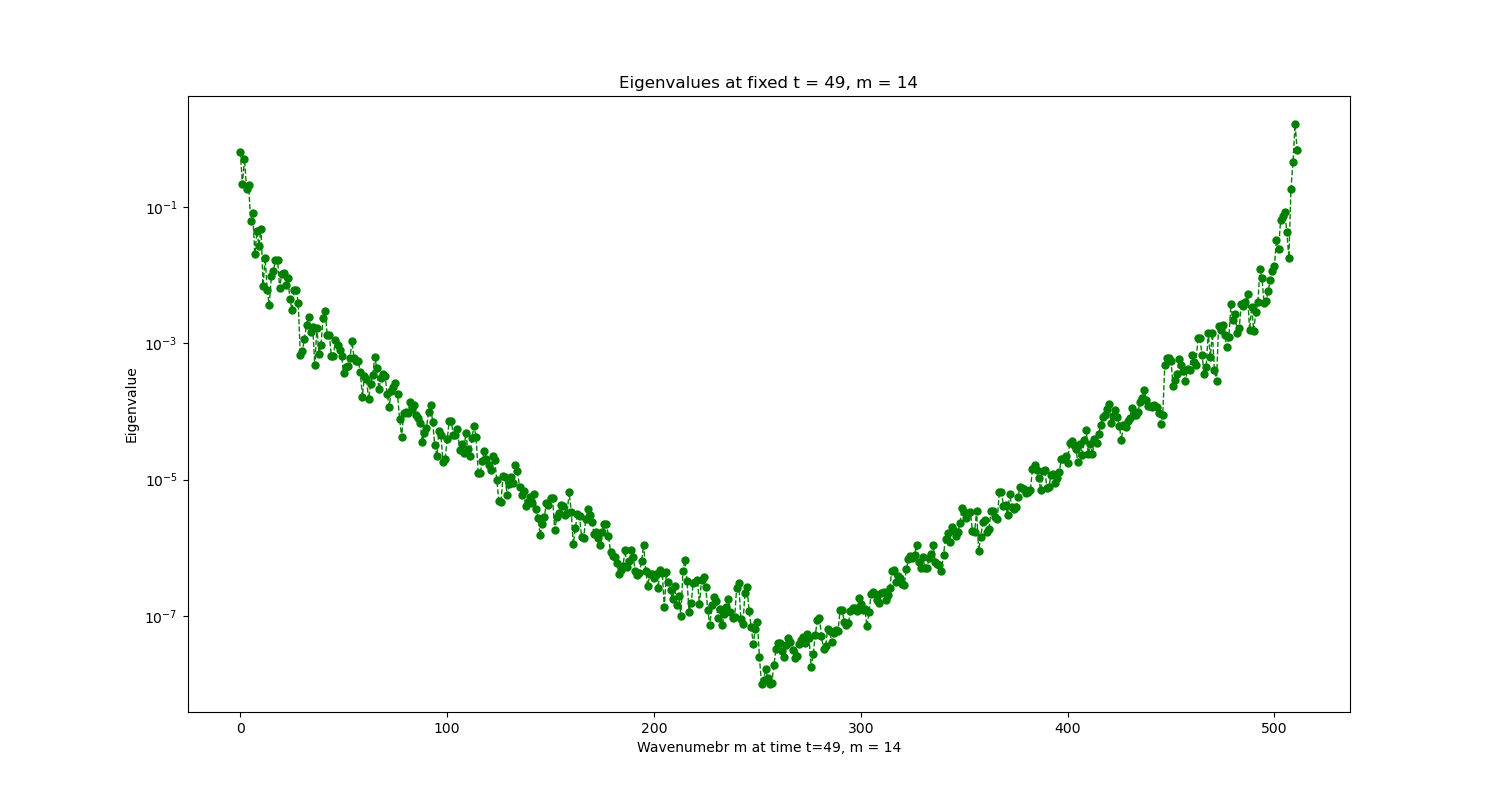 Eigenvalues at fixed t = 49, m = 14
Eigenvalue
10⁻¹
10⁻³
10⁻⁵
10⁻⁷
0 100 200 300 400 500
Wavenumebr m at time t=49, m = 14